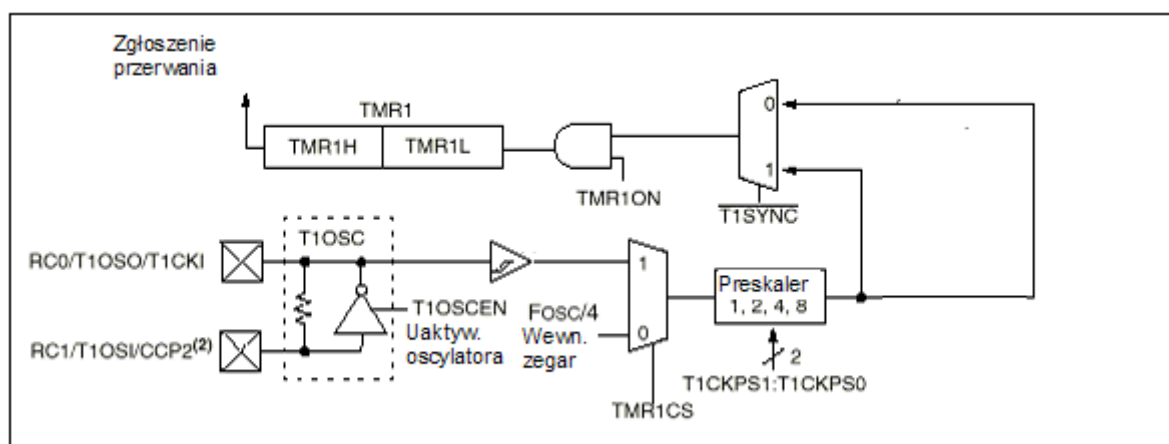 Zgłoszenie
przerwania
TMR1
TMR1H
TMR1L
TMR1ON
0
1
T1SYNC
RC0/T1OSO/T1CKI
T1OSC
T1OSCEN
Uaktyw.
oscylatora
RC1/T1OSI/CCP2(2)
FOSC/4
Wewn.
zegar
1
0
TMR1CS
Preskaler
1, 2, 4, 8
2
T1CKPS1:T1CKPS0